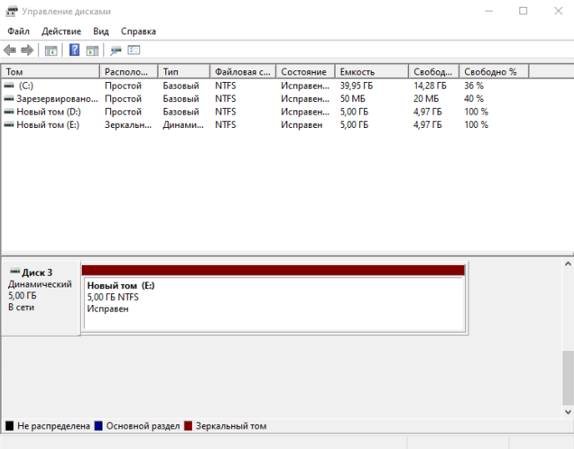 Управление дисками
Файл Действие Вид Справка
Том Располо... Тип Файловая с... Состояние Емкость Свобод... Свободно %
(C:) Простой Базовый NTFS Исправен... 39,95 ГБ 14,28 ГБ 36 %
Зарезервировано... Простой Базовый NTFS Исправен... 50 МБ 20 МБ 40 %
Новый том (D:) Простой Базовый NTFS Исправен... 5,00 ГБ 4,97 ГБ 100 %
Новый том (E:) Зеркальн... Динами... NTFS Исправен 5,00 ГБ 4,97 ГБ 100 %
Диск 3
Динамический
5,00 ГБ
В сети
Новый том (E:)
5,00 ГБ NTFS
Исправен
Не распределена Основной раздел Зеркальный том